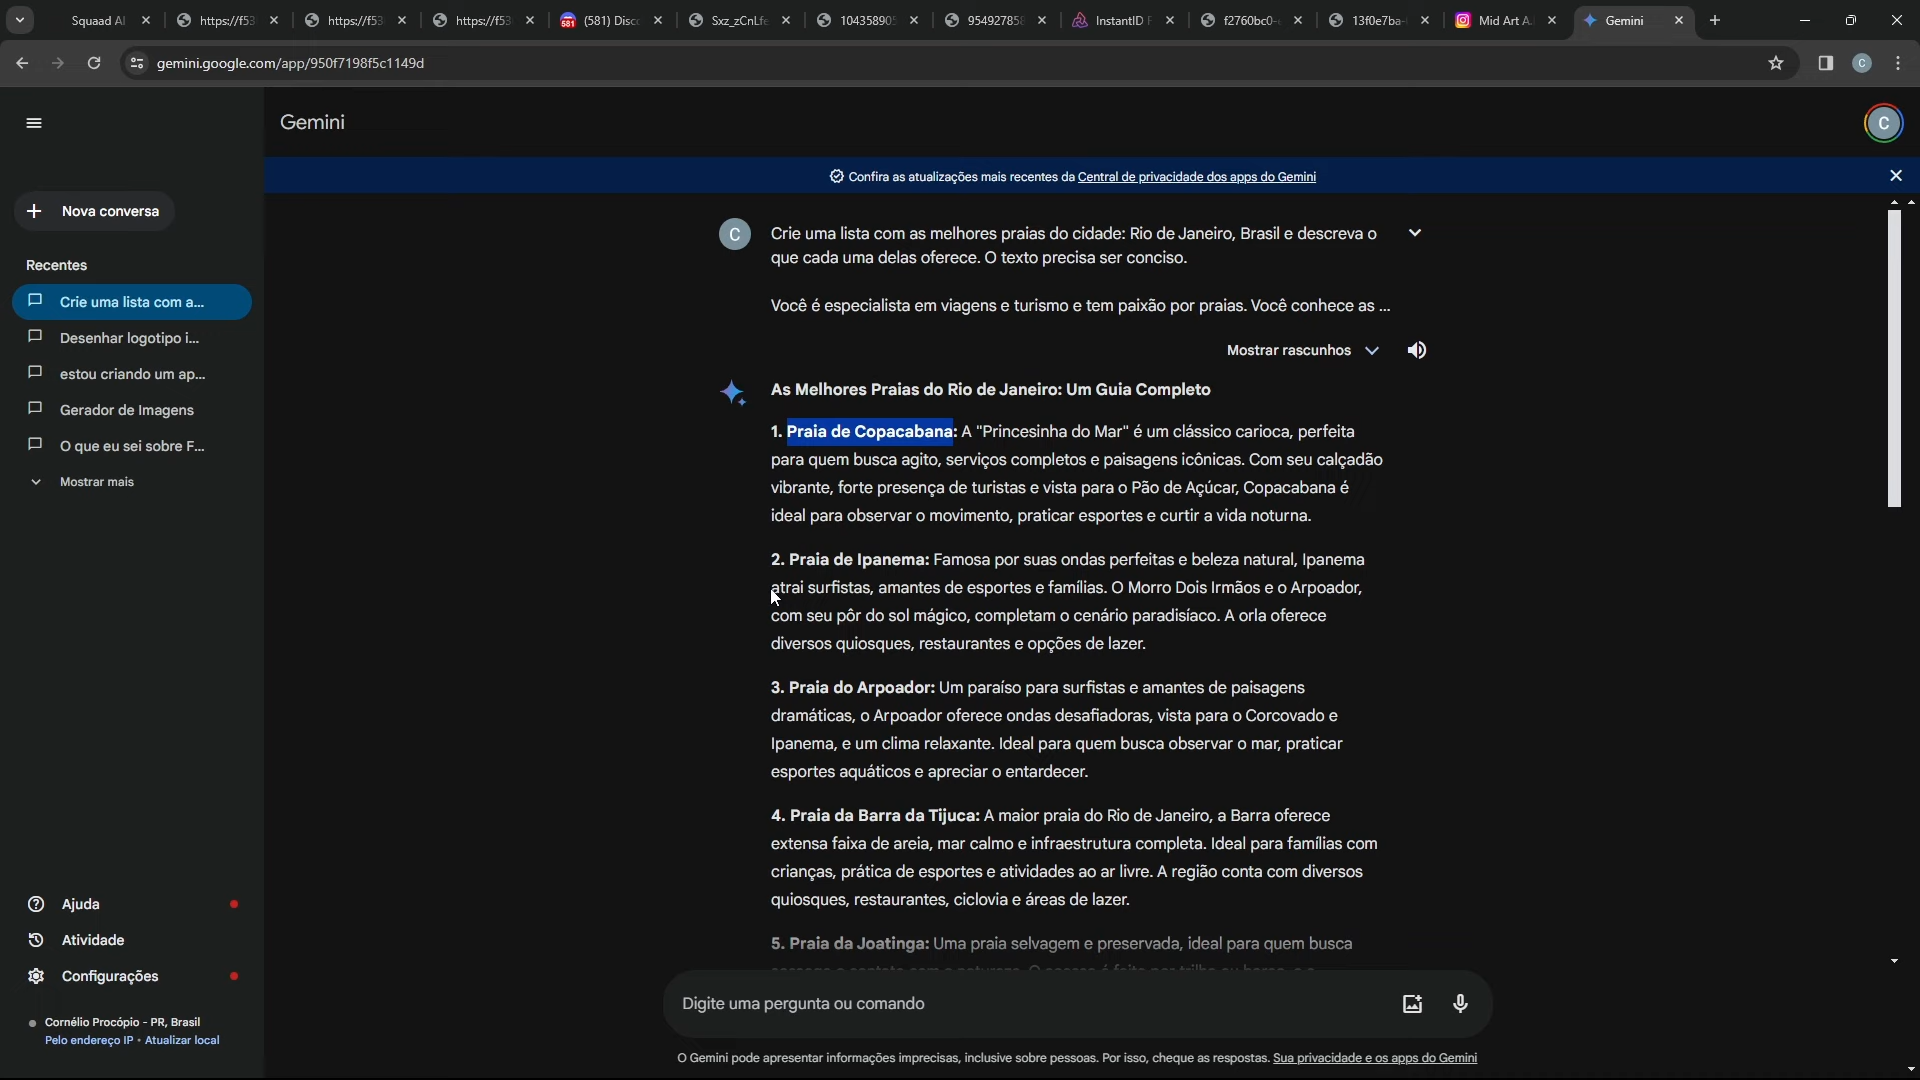 Squaad AI
https://f53
https://f53
https://f53
(581) Disc
Sxz_zCnLfe
104358905
954927858
InstantID F
f2760bc0-
13f0e7ba-
Mid Art A
Gemini
gemini.google.com/app/950f7198f5c1149d
C
Gemini
C
Confira as atualizações mais recentes da Central de privacidade dos apps do Gemini
Nova conversa
Recentes
Crie uma lista com a...
Desenhar logotipo i...
estou criando um ap...
Gerador de Imagens
O que eu sei sobre F...
Mostrar mais
C
Crie uma lista com as melhores praias do cidade: Rio de Janeiro, Brasil e descreva o
que cada uma delas oferece. O texto precisa ser conciso.
Você é especialista em viagens e turismo e tem paixão por praias. Você conhece as ...
Mostrar rascunhos
As Melhores Praias do Rio de Janeiro: Um Guia Completo
1. Praia de Copacabana: A "Princesinha do Mar" é um clássico carioca, perfeita
para quem busca agito, serviços completos e paisagens icônicas. Com seu calçadão
vibrante, forte presença de turistas e vista para o Pão de Açúcar, Copacabana é
ideal para observar o movimento, praticar esportes e curtir a vida noturna.
2. Praia de Ipanema: Famosa por suas ondas perfeitas e beleza natural, Ipanema
atrai surfistas, amantes de esportes e famílias. O Morro Dois Irmãos e o Arpoador,
com seu pôr do sol mágico, completam o cenário paradisíaco. A orla oferece
diversos quiosques, restaurantes e opções de lazer.
3. Praia do Arpoador: Um paraíso para surfistas e amantes de paisagens
dramáticas, o Arpoador oferece ondas desafiadoras, vista para o Corcovado e
Ipanema, e um clima relaxante. Ideal para quem busca observar o mar, praticar
esportes aquáticos e apreciar o entardecer.
4. Praia da Barra da Tijuca: A maior praia do Rio de Janeiro, a Barra oferece
extensa faixa de areia, mar calmo e infraestrutura completa. Ideal para famílias com
crianças, prática de esportes e atividades ao ar livre. A região conta com diversos
quiosques, restaurantes, ciclovia e áreas de lazer.
5. Praia da Joatinga: Uma praia selvagem e preservada, ideal para quem busca
Ajuda
Atividade
Configurações
Cornélio Procópio - PR, Brasil
Pelo endereço IP • Atualizar local
Digite uma pergunta ou comando
O Gemini pode apresentar informações imprecisas, inclusive sobre pessoas. Por isso, cheque as respostas. Sua privacidade e os apps do Gemini